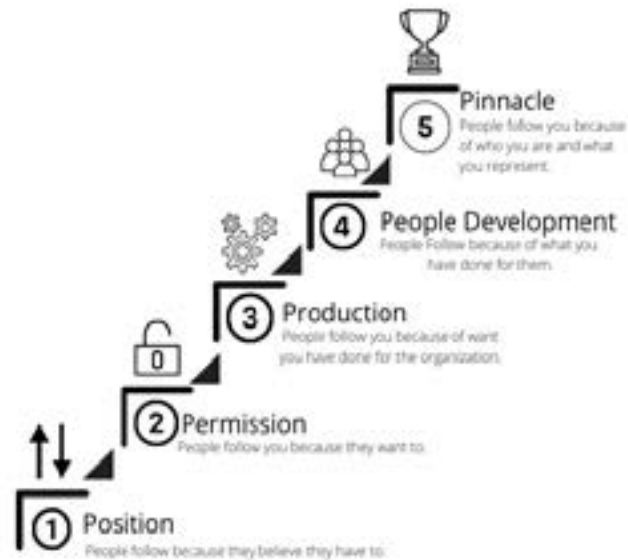 5 Pinnacle
People follow you because
of who you are and what
you represent.
4 People Development
People Follow because of what you
have done for them.
3 Production
People follow you because of want
you have done for the organization.
0
2 Permission
People follow you because they want to.
1 Position
People follow because they believe they have to.